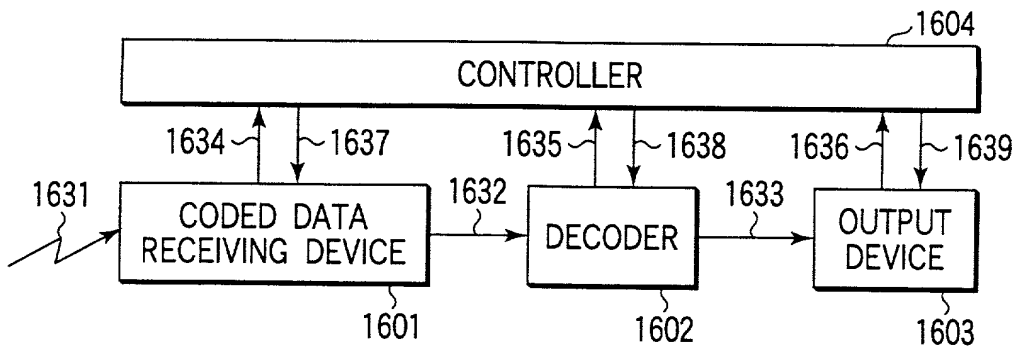 1604
CONTROLLER
1634
1637
1635
1638
1636
1639
1631
CODED DATA
RECEIVING DEVICE
1632
DECODER
1633
OUTPUT
DEVICE
1601
1602
1603